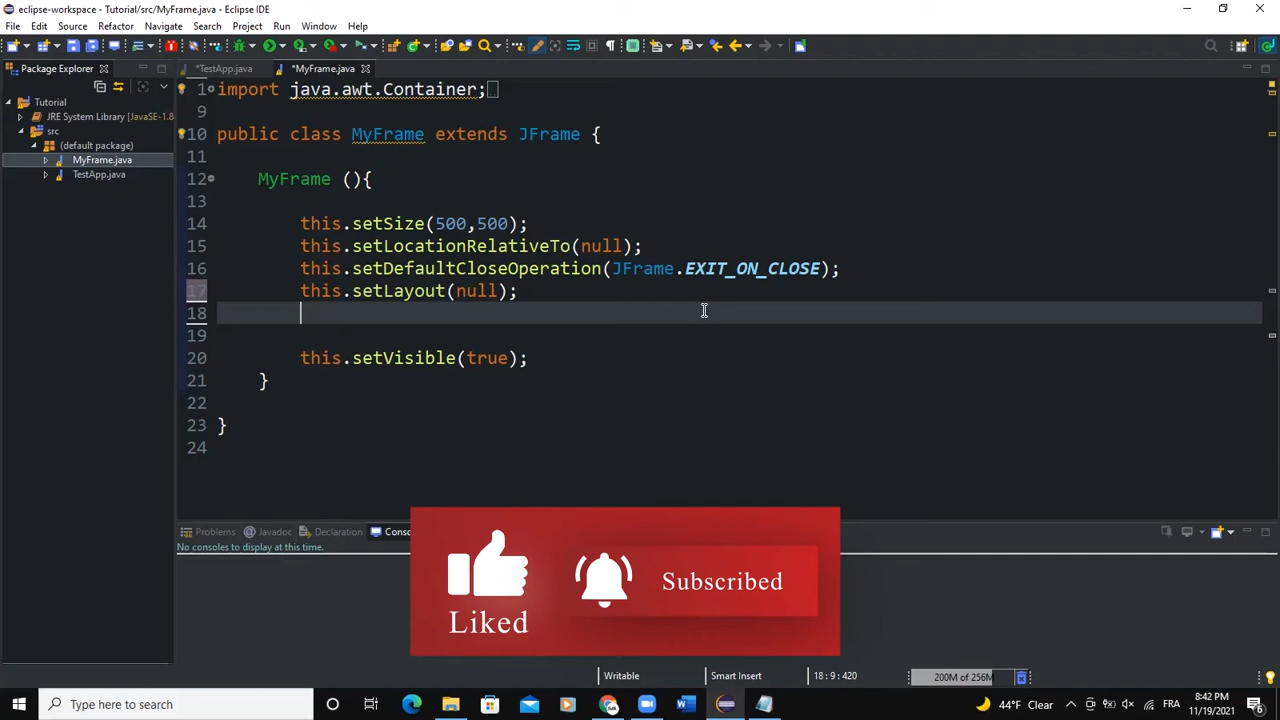 eclipse-workspace - Tutorial/src/MyFrame.java - Eclipse IDE
File Edit Source Refactor Navigate Search Project Run Window Help
Package Explorer
*TestApp.java *MyFrame.java
Tutorial
JRE System Library [JavaSE-1.8
src
(default package)
MyFrame.java
TestApp.java
1 import java.awt.Container;
9
10 public class MyFrame extends JFrame {
11
12 MyFrame (){
13
14 this.setSize(500,500);
15 this.setLocationRelativeTo(null);
16 this.setDefaultCloseOperation(JFrame.EXIT_ON_CLOSE);
17 this.setLayout(null);
18
19
20 this.setVisible(true);
21 }
22
23 }
24
Problems Javadoc Declaration Conso
No consoles to display at this time.
Liked
Subscribed
Writable Smart Insert 18 : 9 : 420 200M of 256M
Type here to search
44°F Clear FRA 8:42 PM
11/19/2021
6